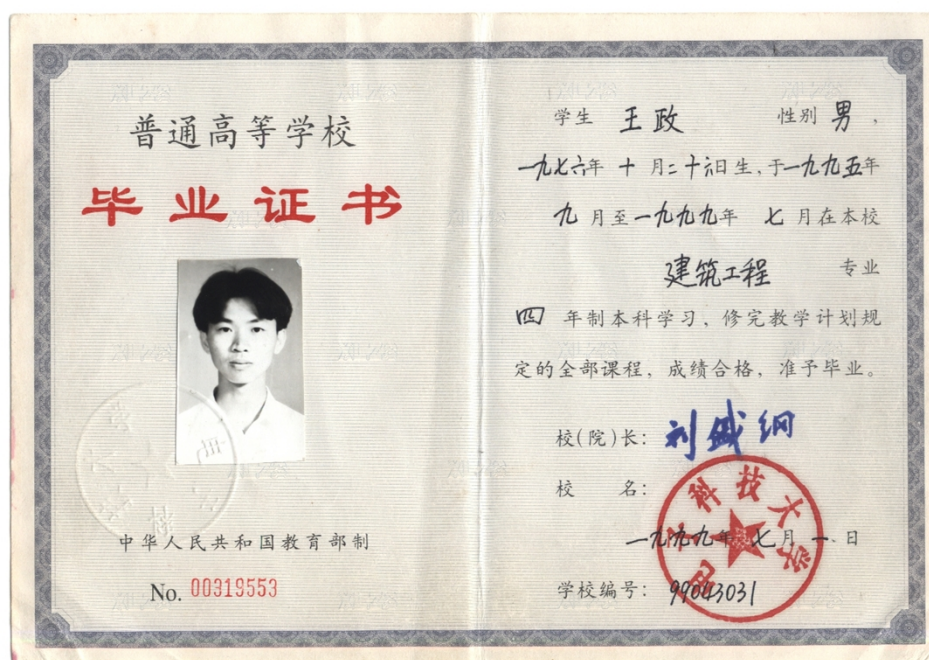 普通高等学校
毕业证书
中华人民共和国教育部制
No. 00319553
学生 王政 性别 男，
一九七六年十月二十六日生，于一九九五年
九月至一九九九年七月在本校
建筑工程 专业
四年制本科学习，修完教学计划规
定的全部课程，成绩合格，准予毕业。
校(院)长：
校 名：
科技大学
一九九九年七月一日
学校编号：99043031